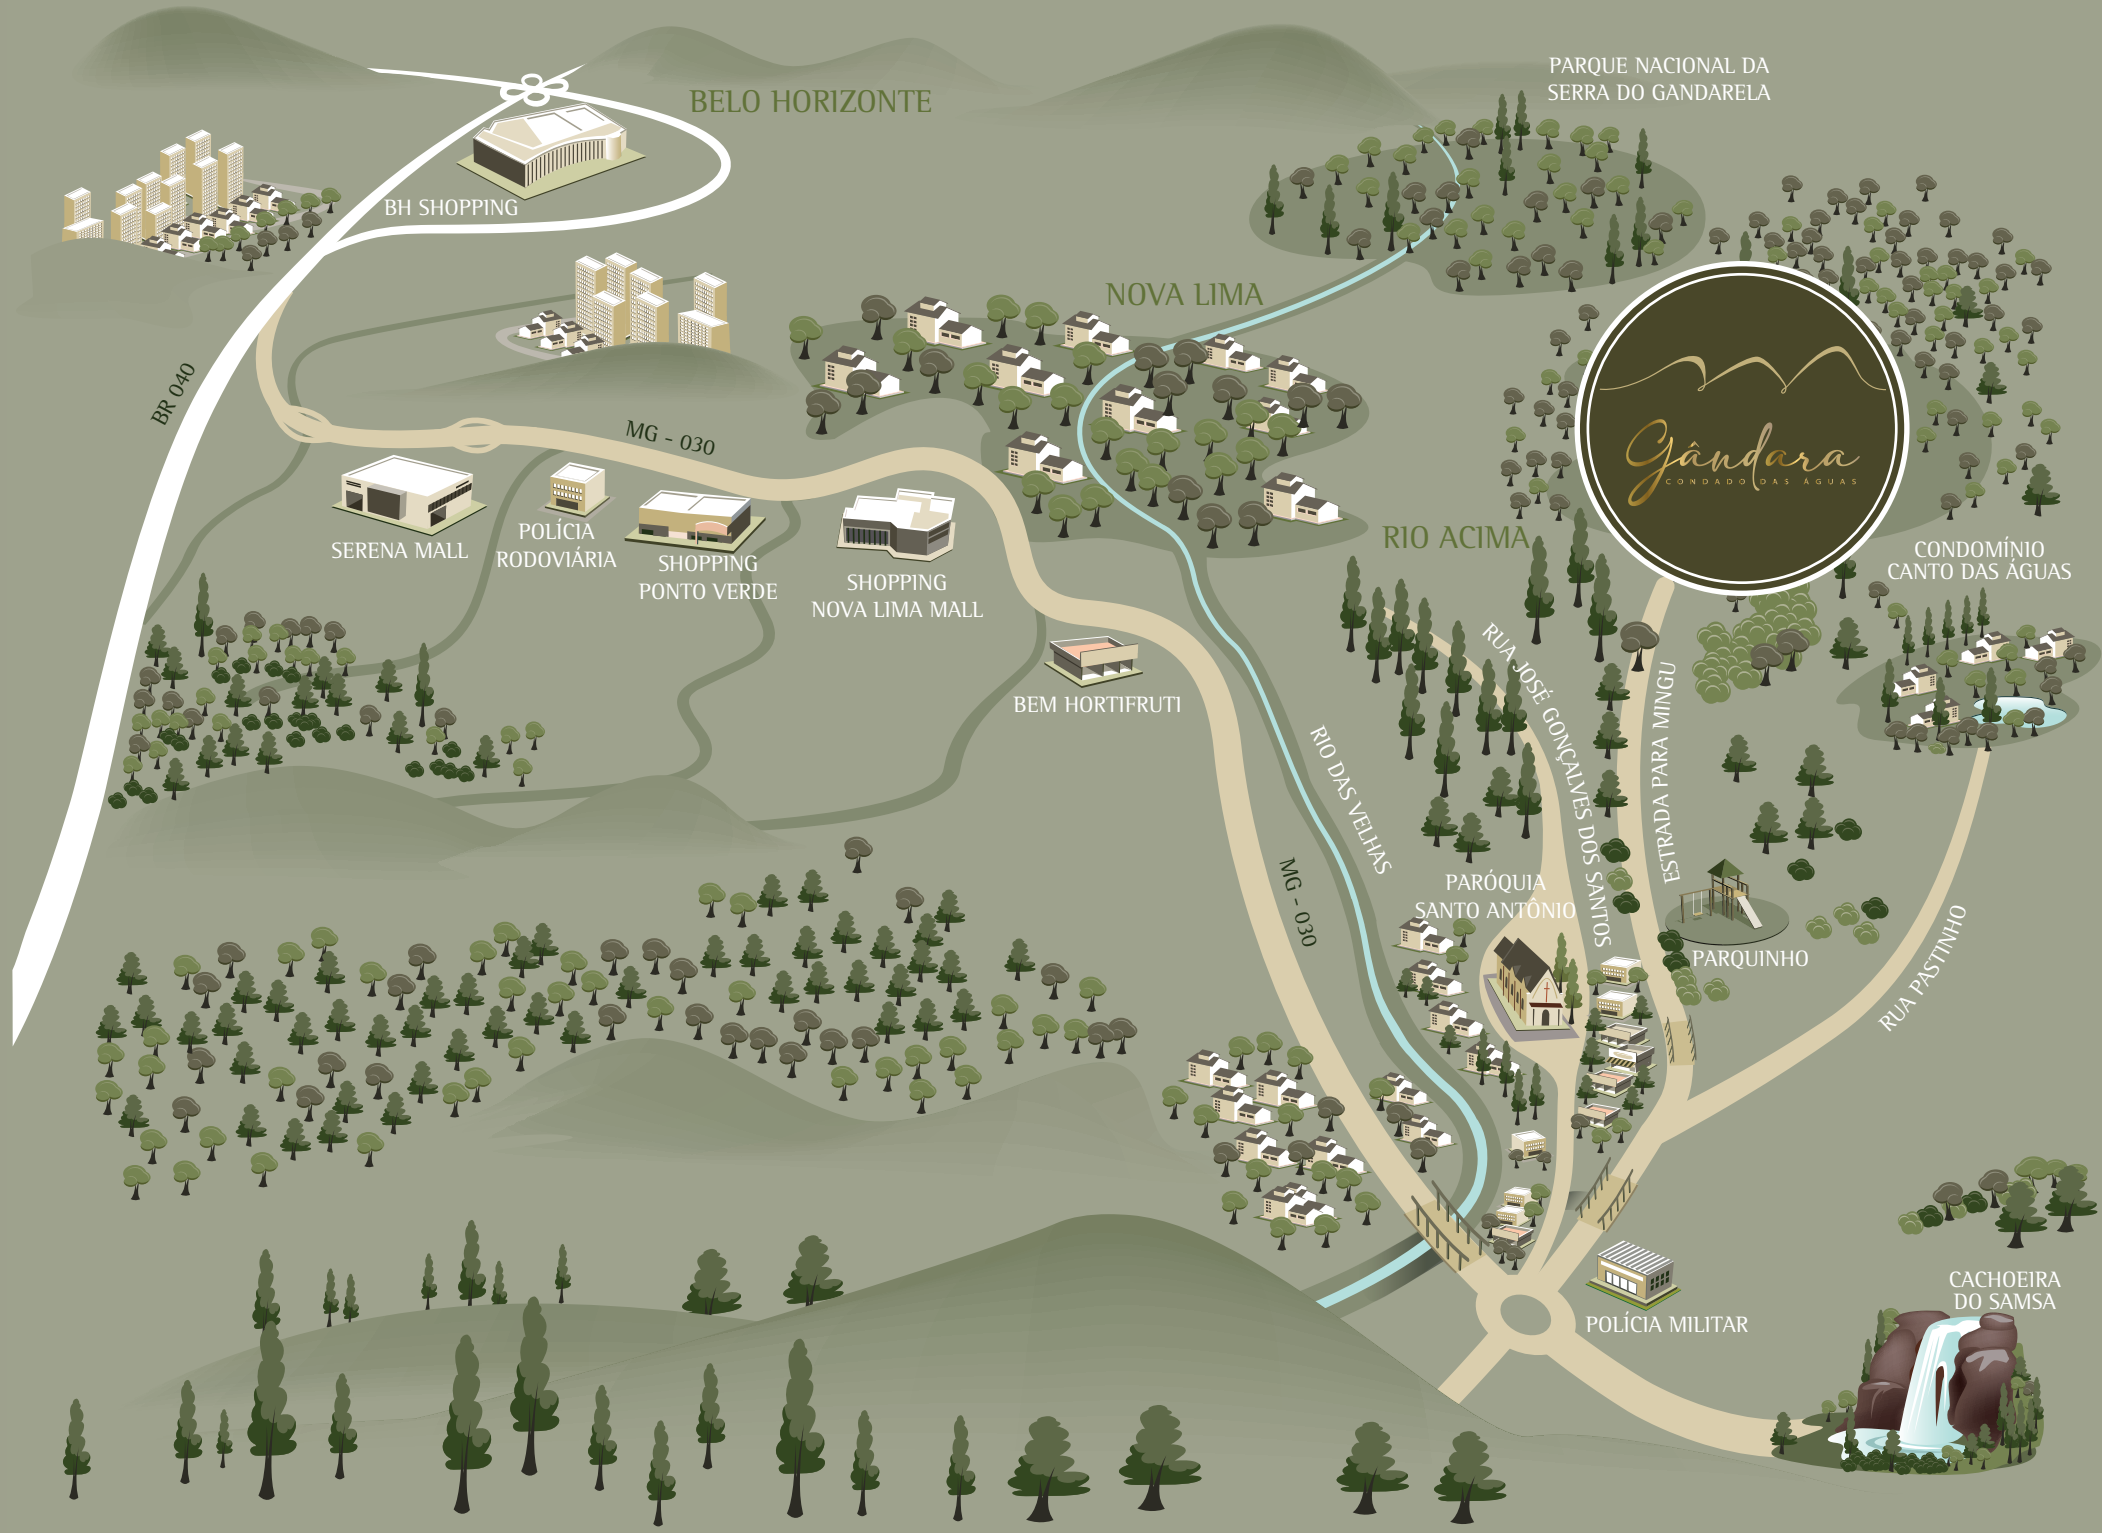 PARQUE NACIONAL DA
SERRA DO GANDARELA
BELO HORIZONTE
BH SHOPPING
NOVA LIMA
BR 040
MG - 030
Gândara
CONDADO DAS ÁGUAS
SERENA MALL
POLÍCIA
RODOVIÁRIA
SHOPPING
PONTO VERDE
SHOPPING
NOVA LIMA MALL
RIO ACIMA
CONDOMÍNIO
CANTO DAS ÁGUAS
BEM HORTIFRUTI
RUA JOSÉ GONÇALVES DOS SANTOS
ESTRADA PARA MINGU
RIO DAS VELHAS
MG - 030
PARÓQUIA
SANTO ANTÔNIO
PARQUINHO
RUA PASTINHO
CACHOEIRA
DO SAMSA
POLÍCIA MILITAR